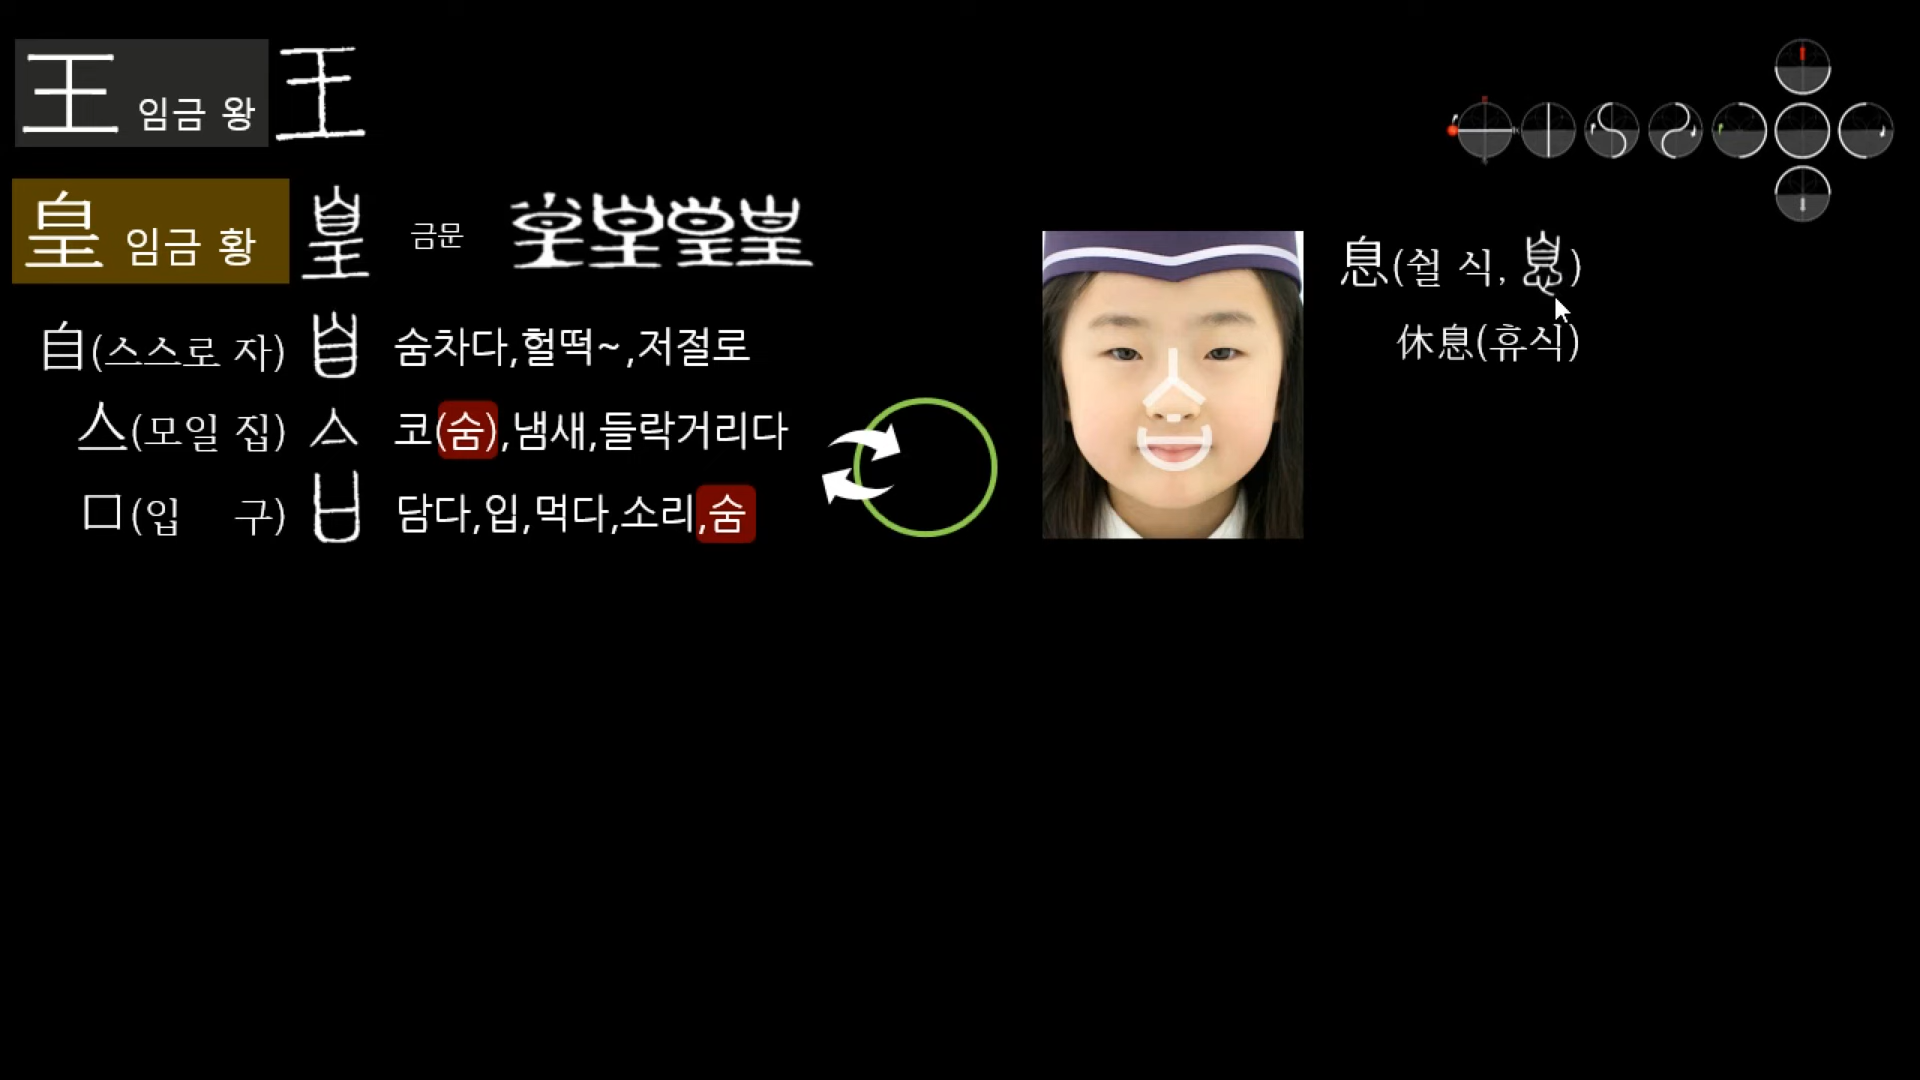 王 임금 왕
皇 임금 황 금문
自(스스로 자) 숨차다,헐떡~,저절로
亼(모일 집) 코(숨),냄새,들락거리다
口(입 구) 담다,입,먹다,소리,숨
息(쉴 식, )
休息(휴식)